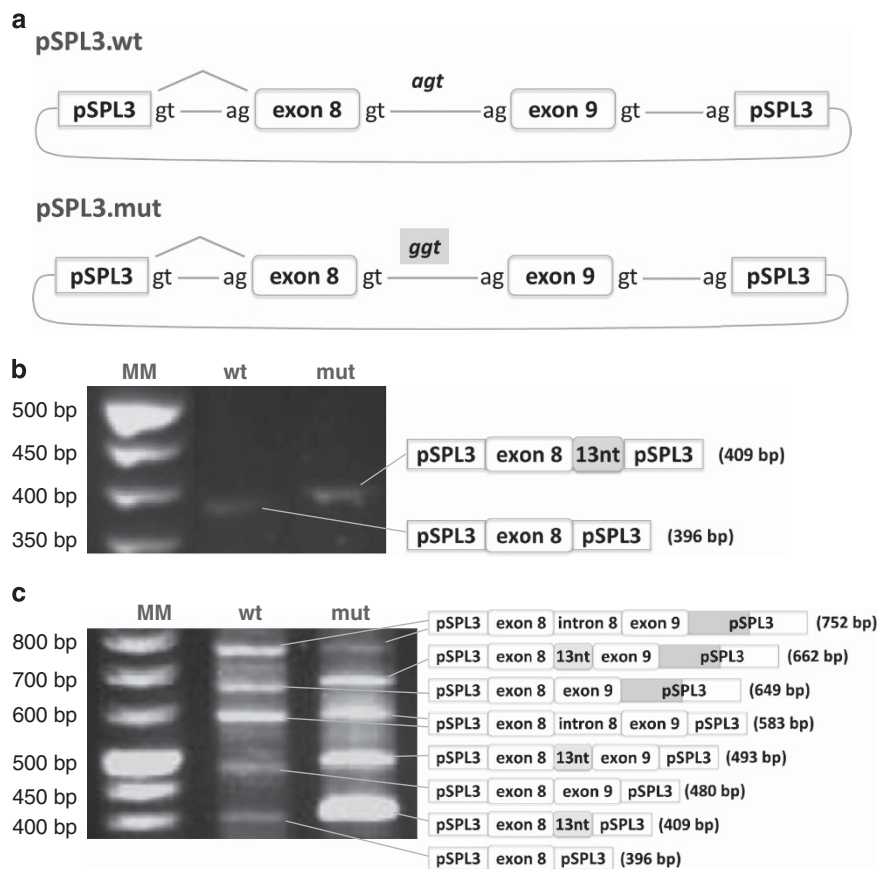 a
pSPL3.wt
agt
pSPL3 gt ag exon 8 gt ag exon 9 gt ag pSPL3
pSPL3.mut
ggt
pSPL3 gt ag exon 8 gt ag exon 9 gt ag pSPL3
b
MM wt mut
500 bp
450 bp
400 bp
350 bp
pSPL3 exon 8 13nt pSPL3 (409 bp)
pSPL3 exon 8 pSPL3 (396 bp)
c
MM wt mut
800 bp
700 bp
600 bp
500 bp
450 bp
400 bp
pSPL3 exon 8 intron 8 exon 9 pSPL3 (752 bp)
pSPL3 exon 8 13nt exon 9 pSPL3 (662 bp)
pSPL3 exon 8 exon 9 pSPL3 (649 bp)
pSPL3 exon 8 intron 8 exon 9 pSPL3 (583 bp)
pSPL3 exon 8 13nt exon 9 pSPL3 (493 bp)
pSPL3 exon 8 exon 9 pSPL3 (480 bp)
pSPL3 exon 8 13nt pSPL3 (409 bp)
pSPL3 exon 8 pSPL3 (396 bp)